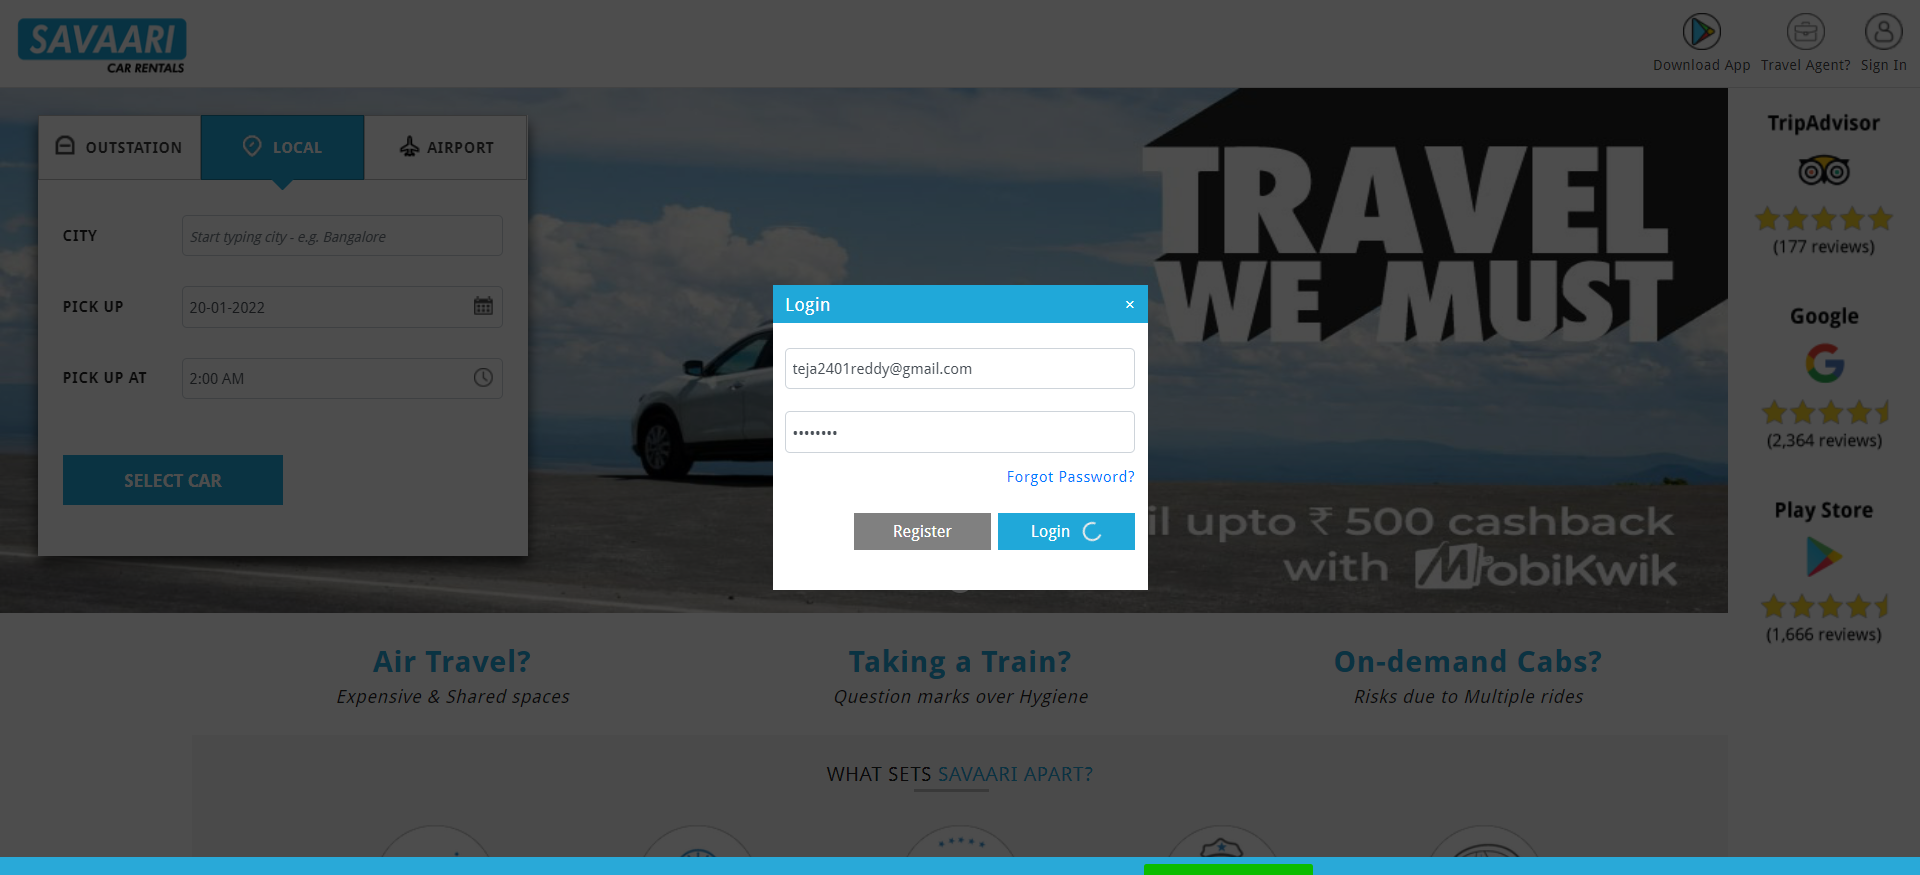 SAVAARI
CAR RENTALS
Download App
Travel Agent?
Sign In
OUTSTATION
LOCAL
AIRPORT
CITY
Start typing city - e.g. Bangalore
PICK UP
20-01-2022
PICK UP AT
2:00 AM
SELECT CAR
TRAVEL
WE MUST
upto ₹ 500 cashback
with MobiKwik
Login
×
teja2401reddy@gmail.com
••••••••
Forgot Password?
Register
Login
TripAdvisor
(177 reviews)
Google
(2,364 reviews)
Play Store
(1,666 reviews)
Air Travel?
Expensive & Shared spaces
Taking a Train?
Question marks over Hygiene
On-demand Cabs?
Risks due to Multiple rides
WHAT SETS SAVAARI APART?